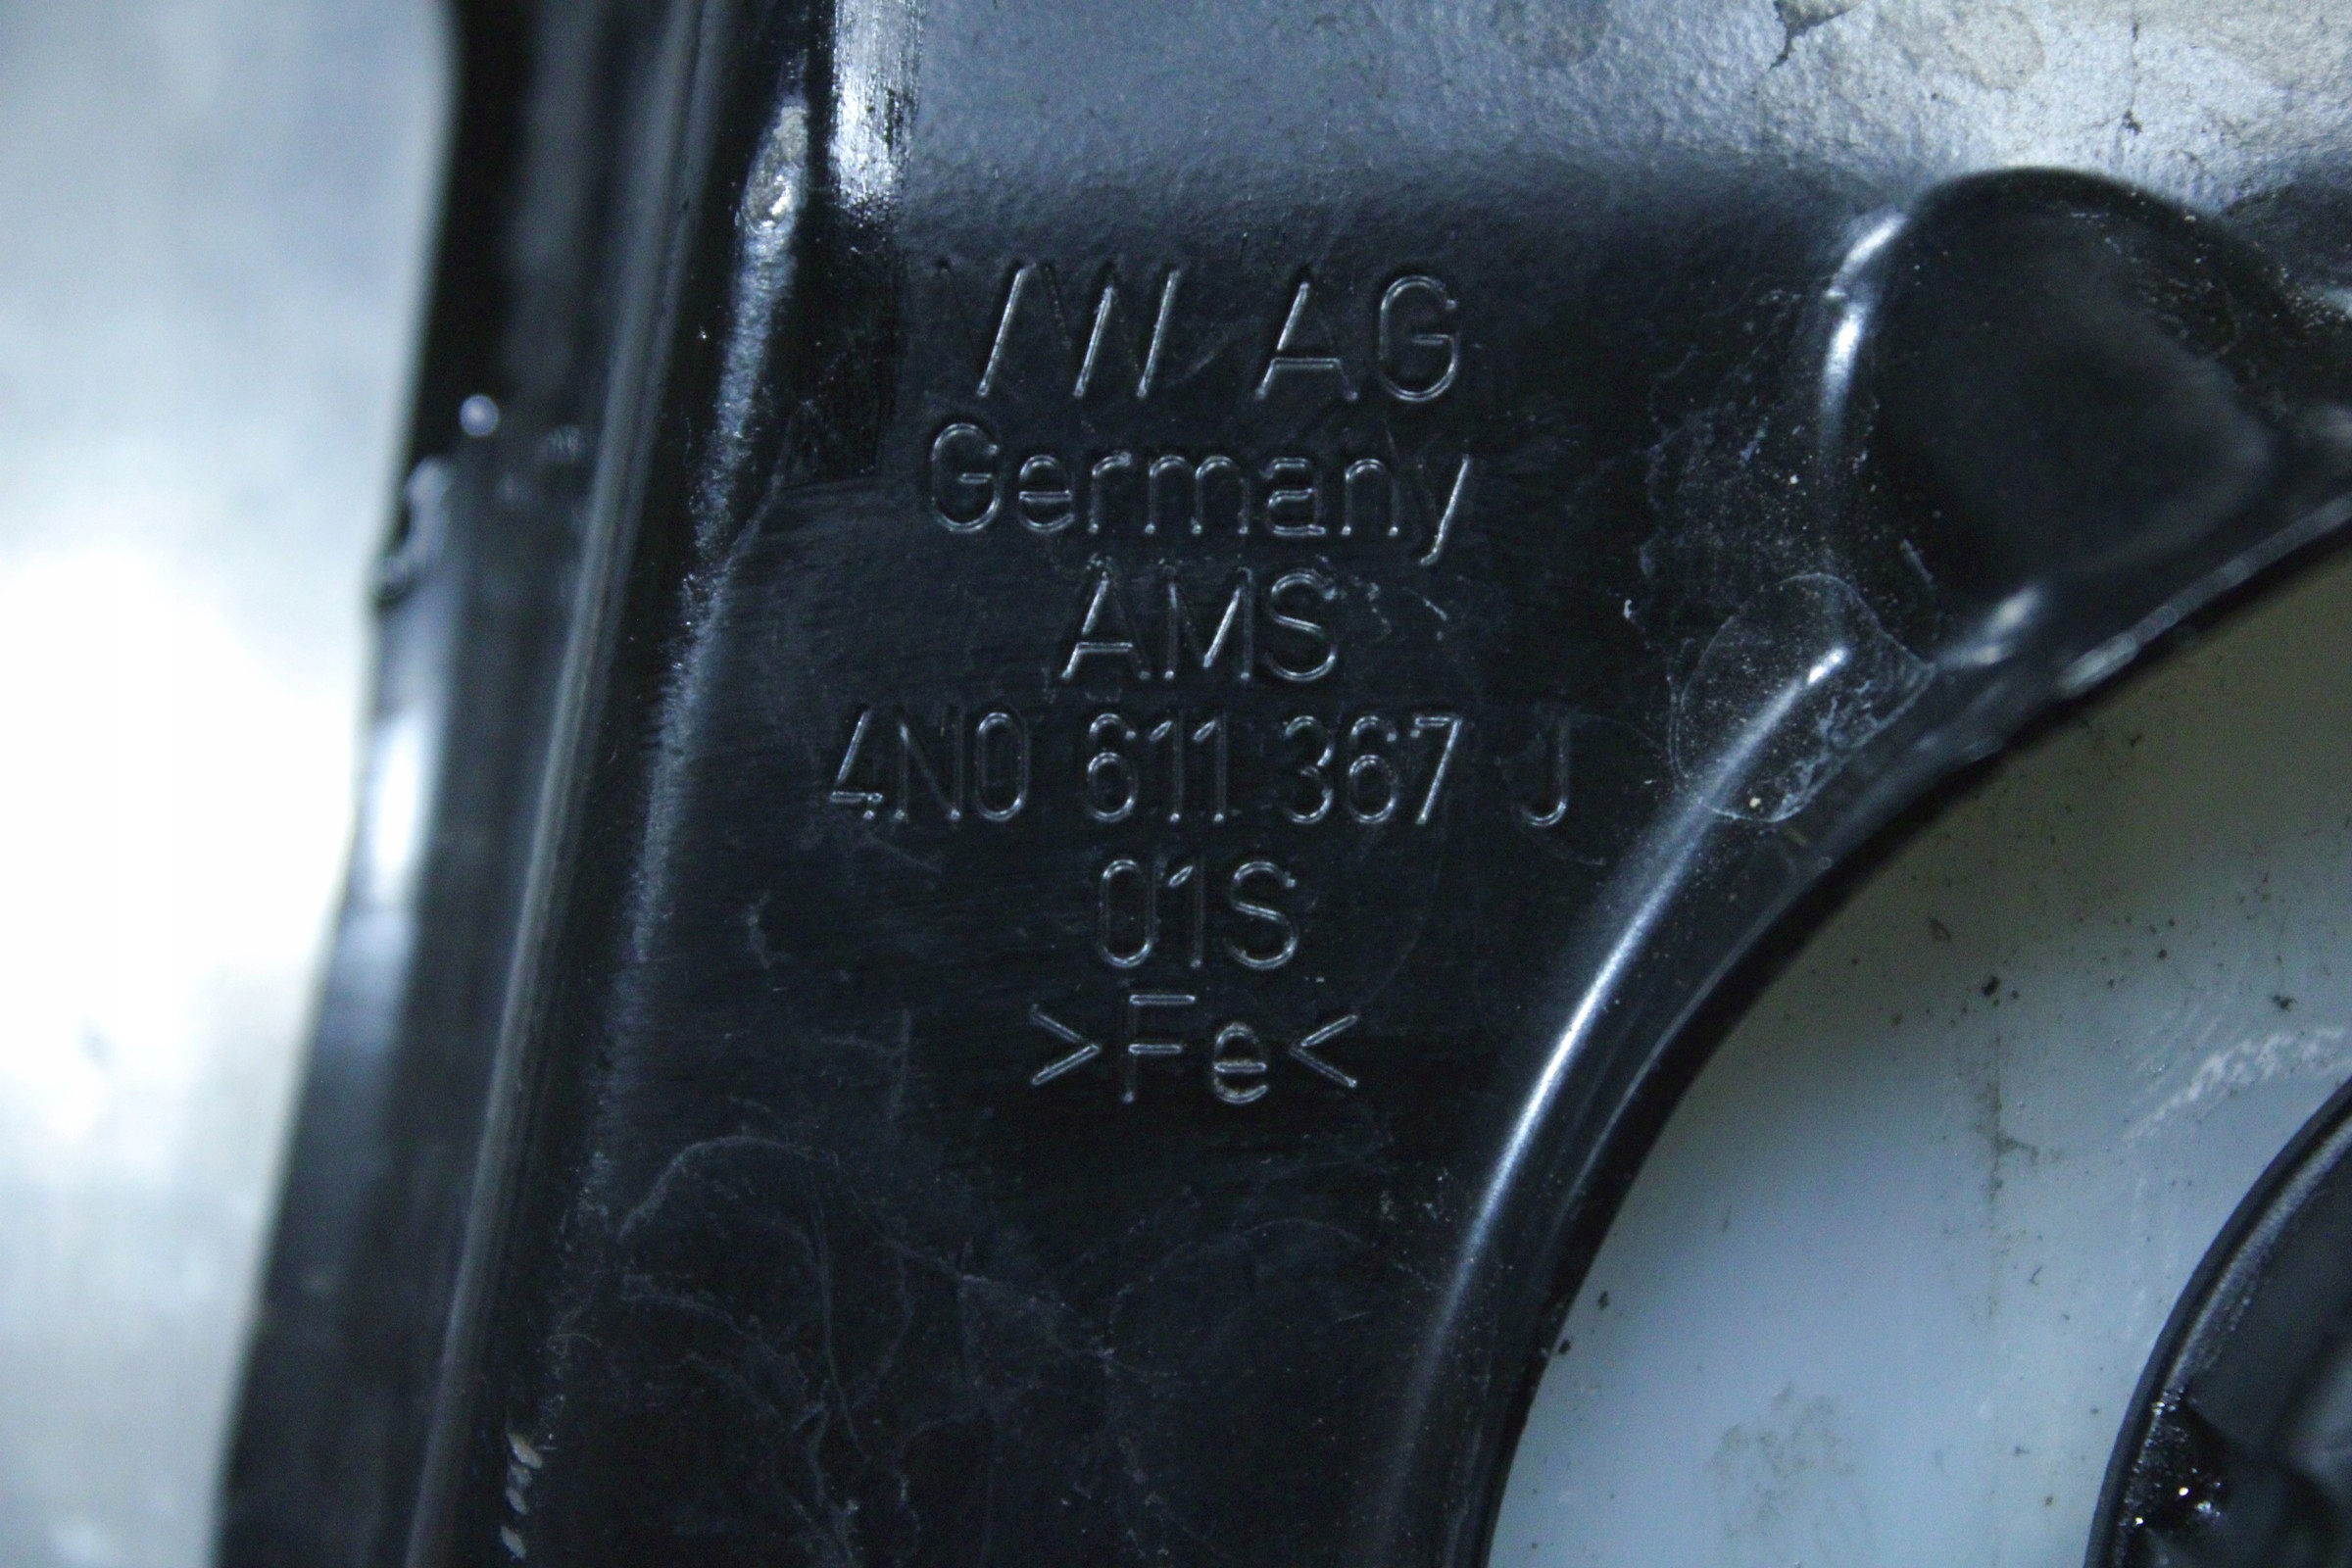 VW AG
Germany
AMS
4N0 611 367 J
01S
>Fe<